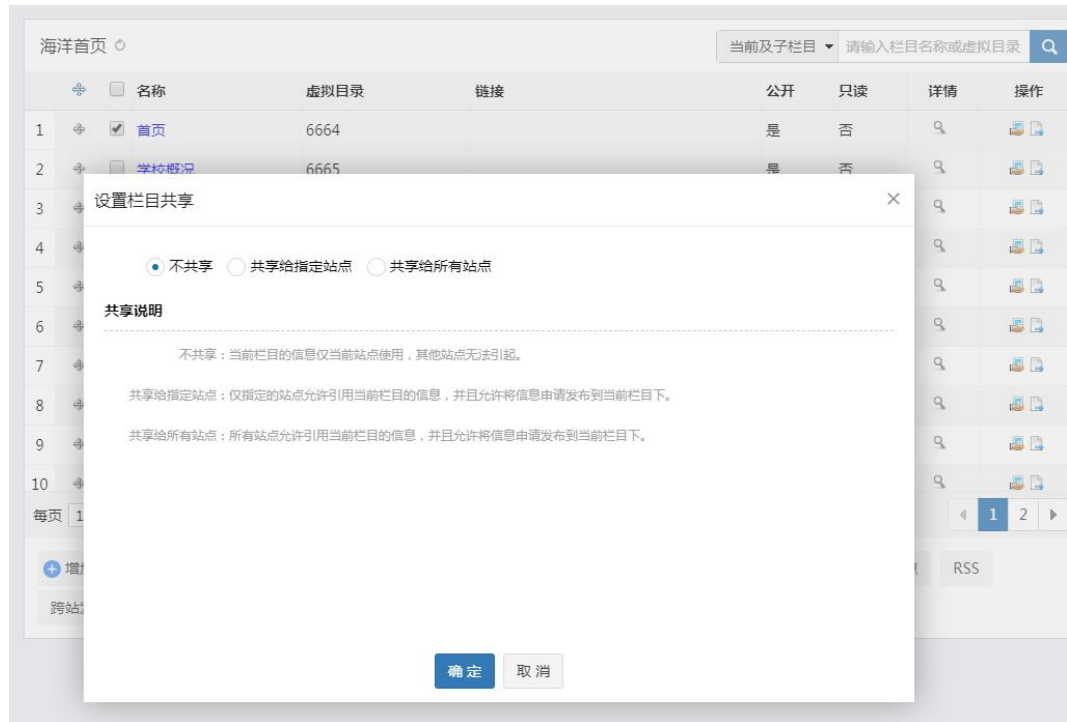 海洋首页
当前及子栏目 请输入栏目名称或虚拟目录
名称 虚拟目录 链接 公开 只读 详情 操作
1 首页 6664 是 否
2 学校概况 6665 是 否
设置栏目共享
3
4
不共享 共享给指定站点 共享给所有站点
5
共享说明
6
不共享：当前栏目的信息仅当前站点使用，其他站点无法引起。
7
共享给指定站点：仅指定的站点允许引用当前栏目的信息，并且允许将信息申请发布到当前栏目下。
8
共享给所有站点：所有站点允许引用当前栏目的信息，并且允许将信息申请发布到当前栏目下。
9
10
每页 1 1 2
RSS
跨站
确定 取消